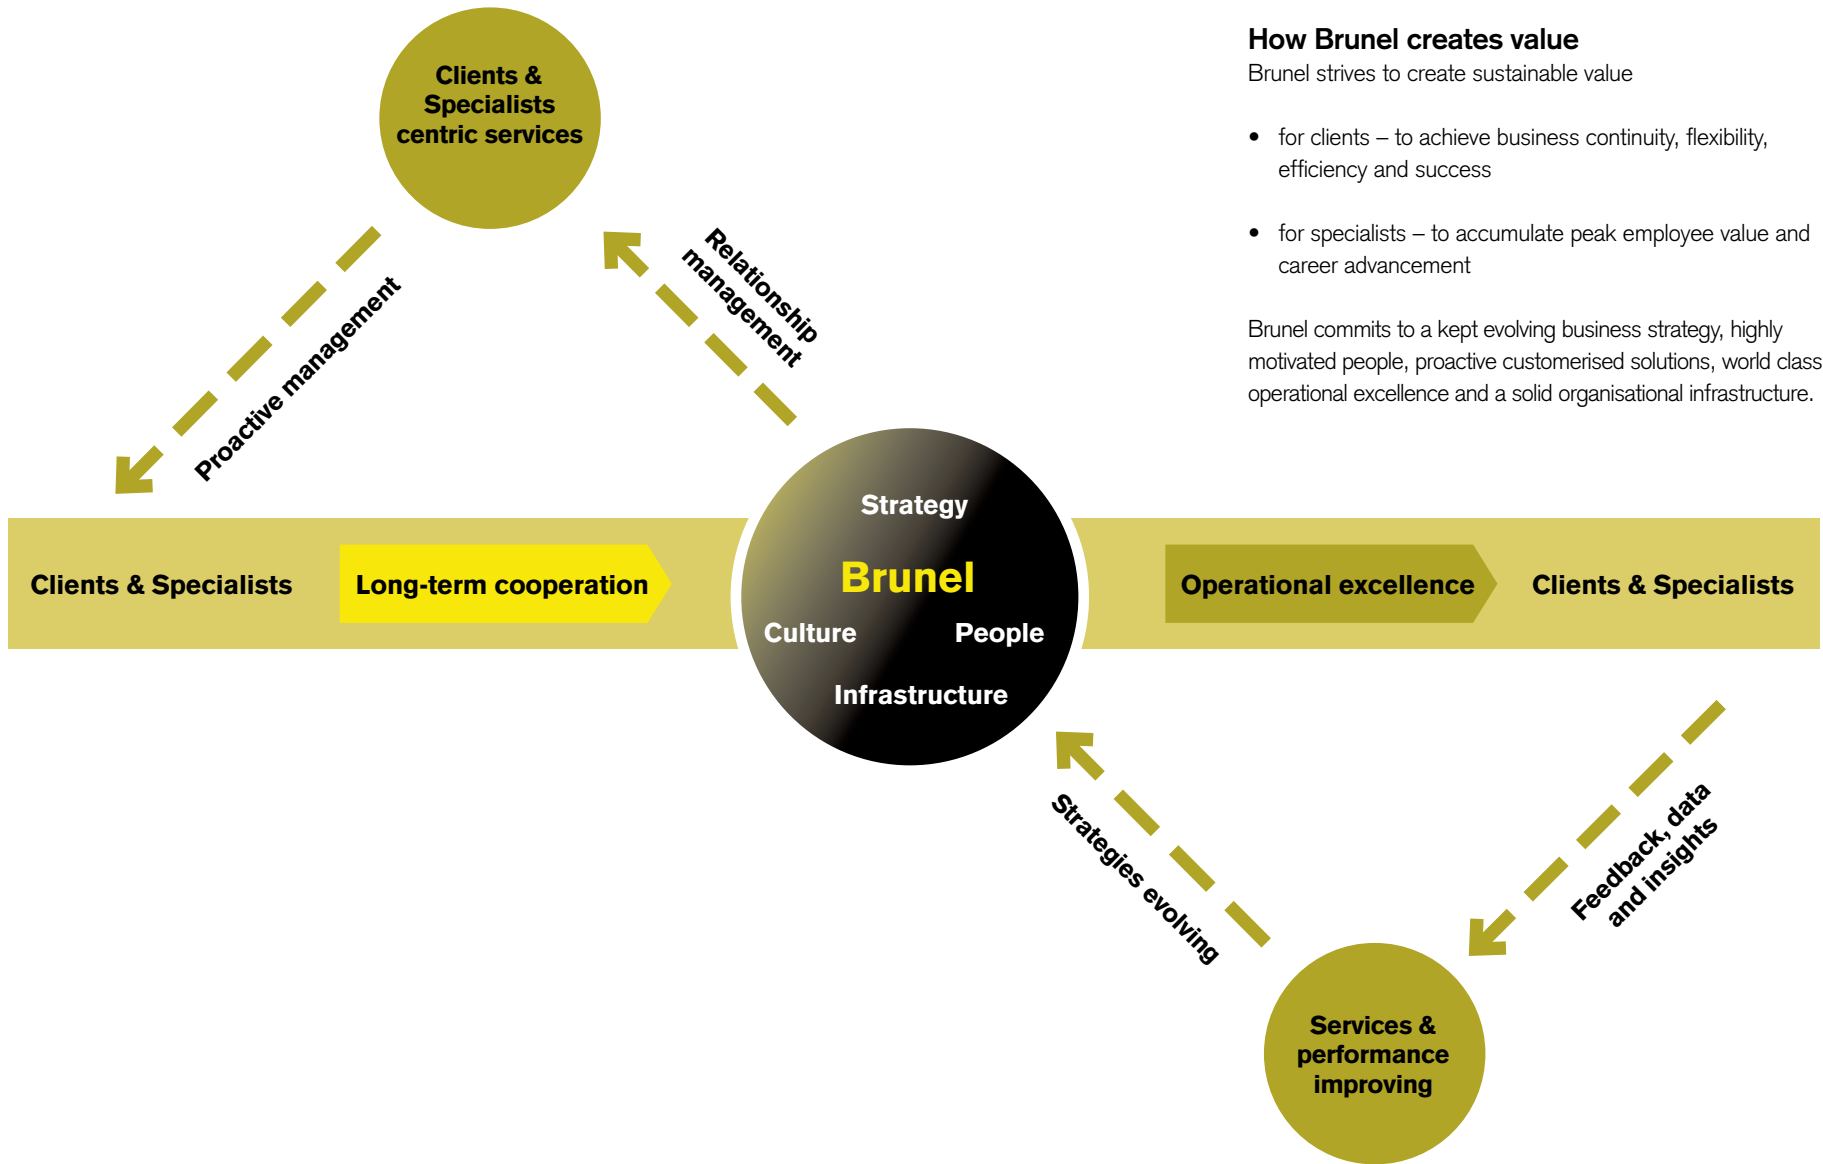 How Brunel creates value
Brunel strives to create sustainable value
• for clients – to achieve business continuity, flexibility,
efficiency and success
• for specialists – to accumulate peak employee value and
career advancement
Brunel commits to a kept evolving business strategy, highly
motivated people, proactive customerised solutions, world class
operational excellence and a solid organisational infrastructure.
Clients &
Specialists
centric services
Proactive management
Relationship
management
Clients & Specialists
Long-term cooperation
Strategy
Brunel
Culture
People
Infrastructure
Operational excellence
Clients & Specialists
Strategies evolving
Feedback, data
and insights
Services &
performance
improving